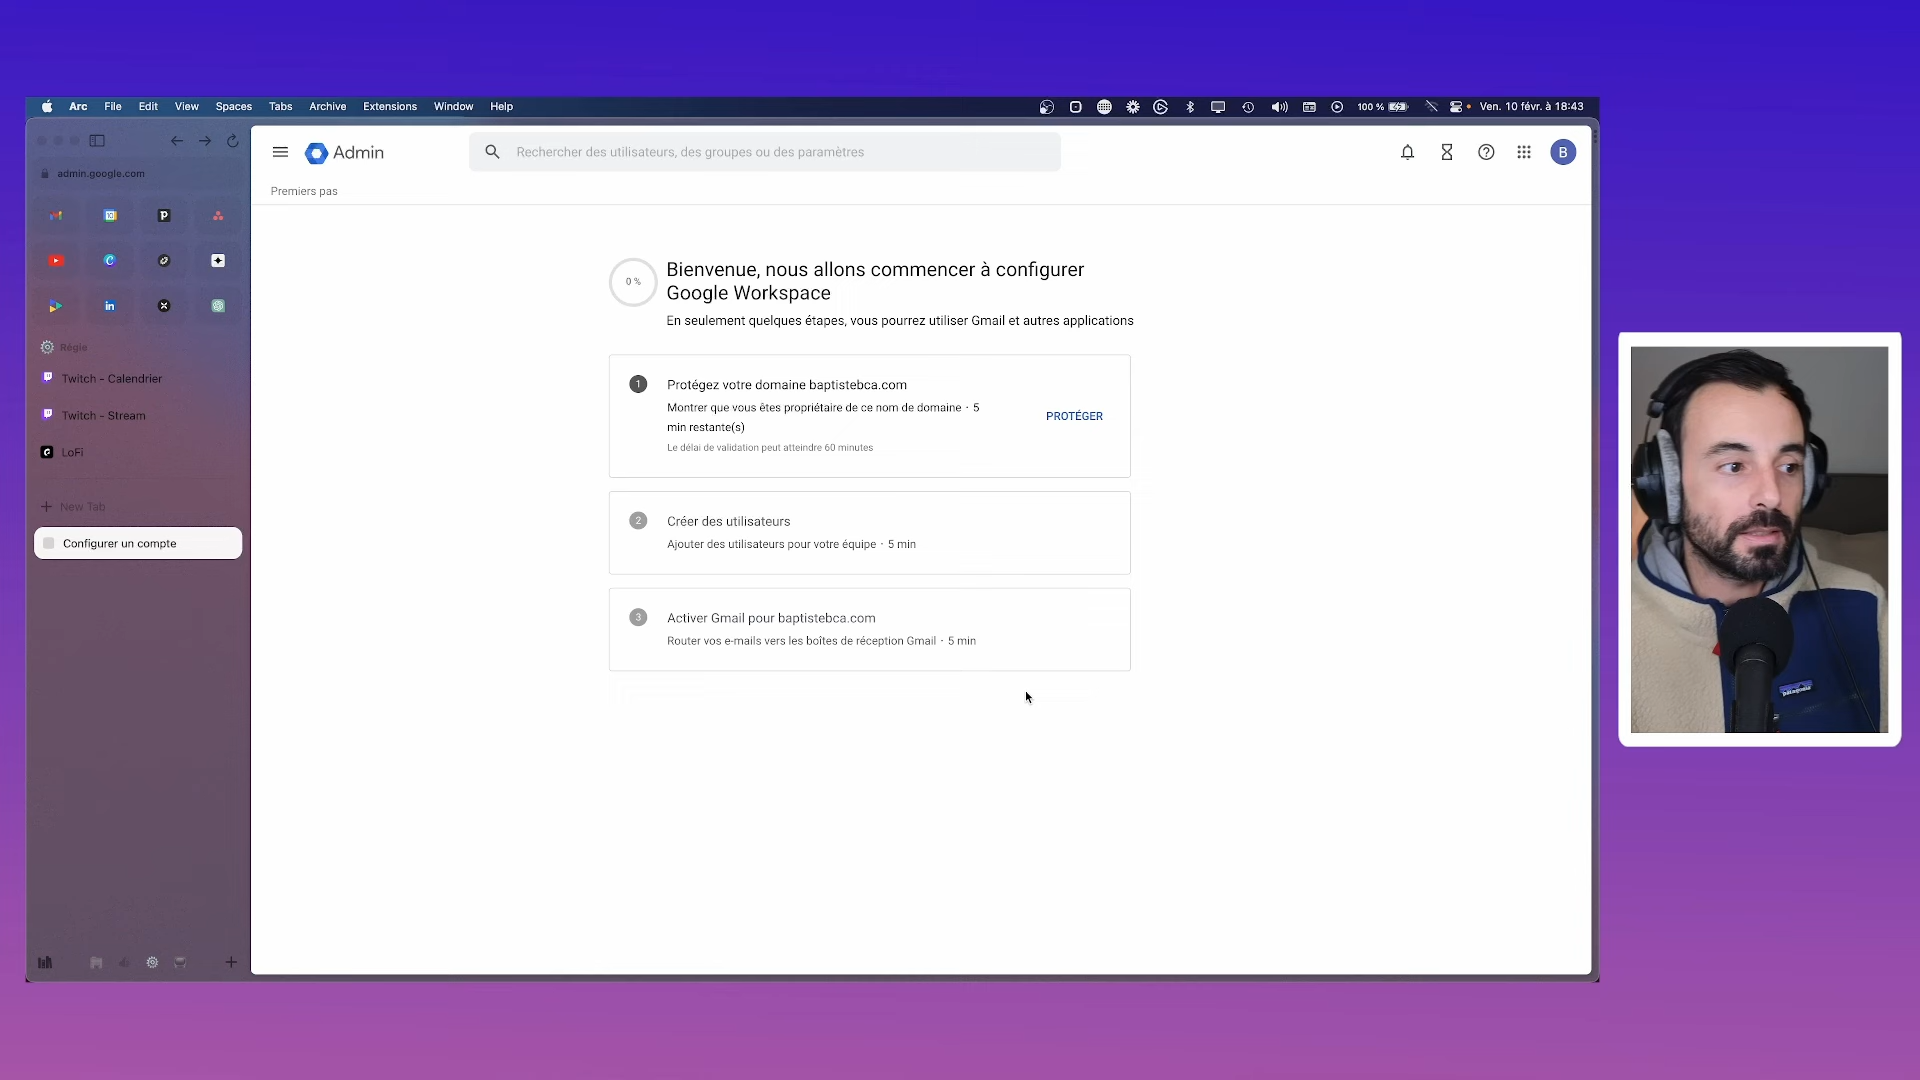 Arc File Edit View Spaces Tabs Archive Extensions Window Help
100 % Ven. 10 févr. à 18:43
admin.google.com
Régie
Twitch - Calendrier
Twitch - Stream
LoFi
New Tab
Configurer un compte
Admin
Rechercher des utilisateurs, des groupes ou des paramètres
B
Premiers pas
0 %
Bienvenue, nous allons commencer à configurer
Google Workspace
En seulement quelques étapes, vous pourrez utiliser Gmail et autres applications
1
Protégez votre domaine baptistebca.com
Montrer que vous êtes propriétaire de ce nom de domaine · 5
min restante(s)
Le délai de validation peut atteindre 60 minutes
PROTÉGER
2
Créer des utilisateurs
Ajouter des utilisateurs pour votre équipe · 5 min
3
Activer Gmail pour baptistebca.com
Router vos e-mails vers les boîtes de réception Gmail · 5 min
patagonia